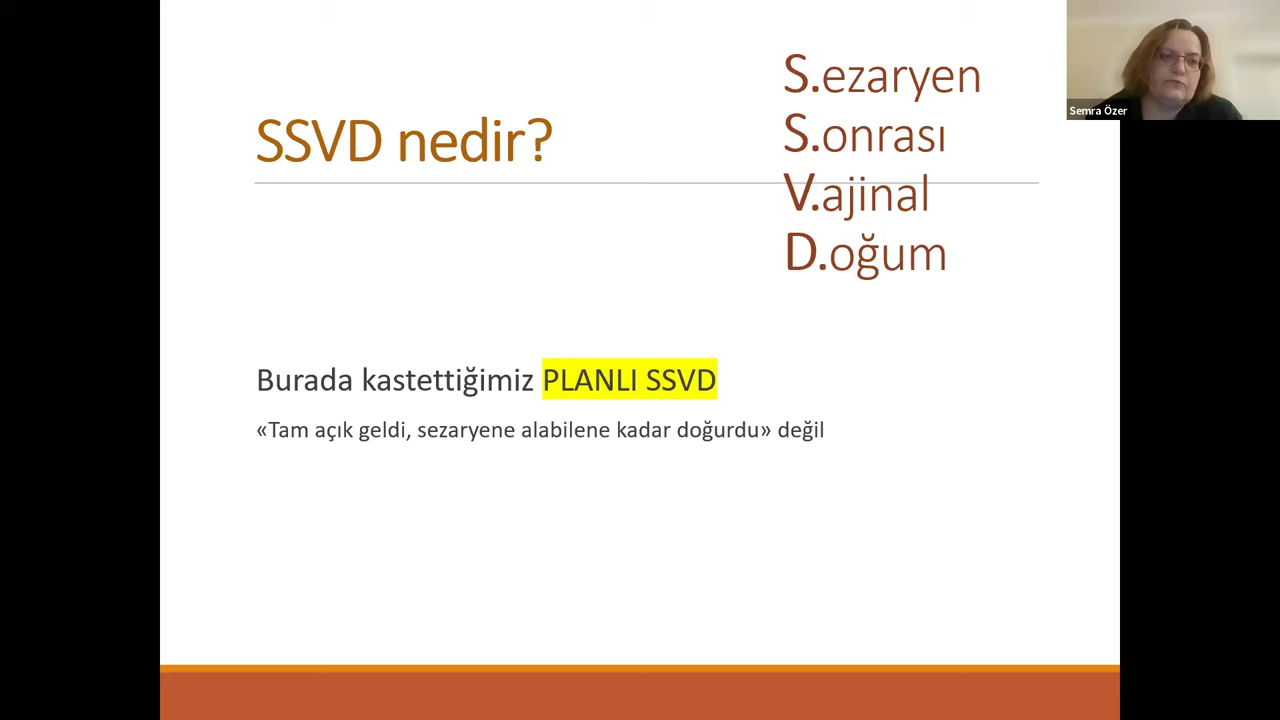 SSVD nedir?
S.ezaryen
S.onrası
V.ajinal
D.oğum
Burada kastettiğimiz PLANLI SSVD
«Tam açık geldi, sezaryene alabilene kadar doğurdu» değil
Semra Özer